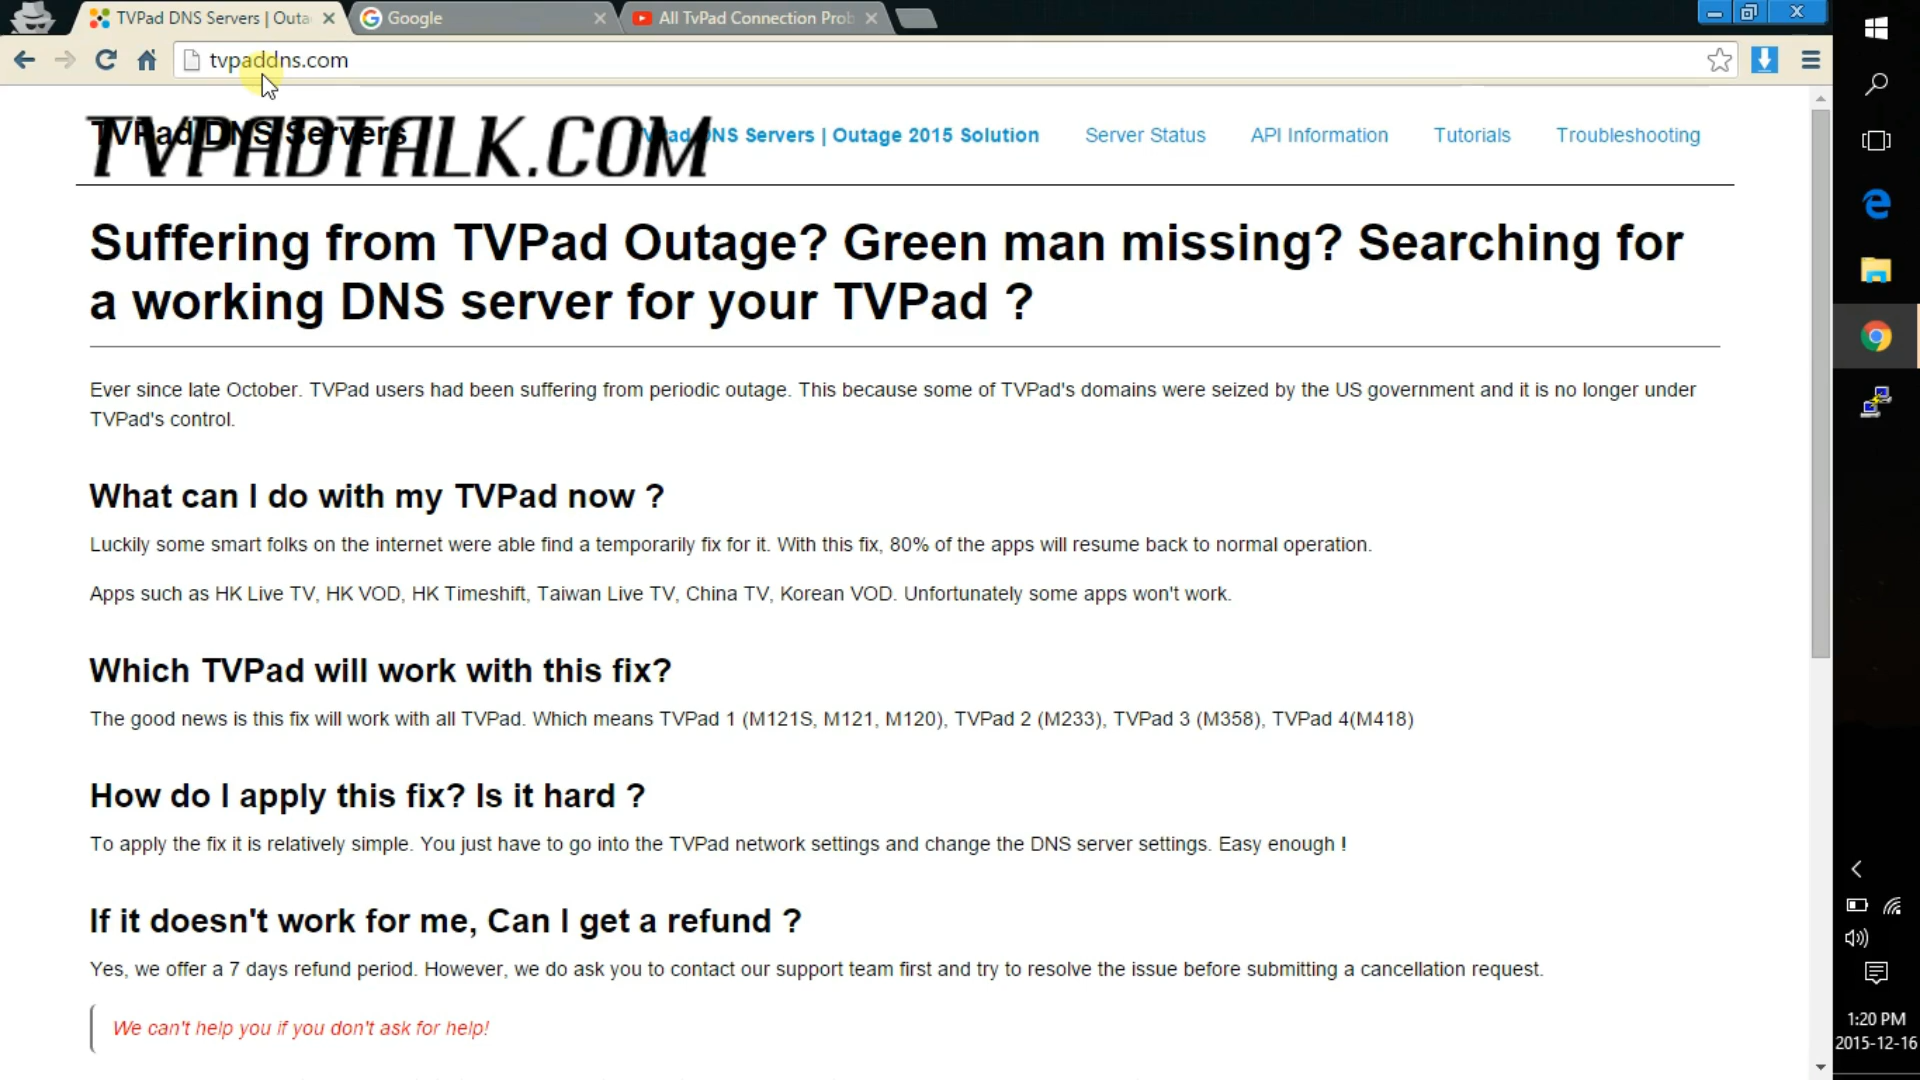 TVPad DNS Servers | Outa
Google
All TvPad Connection Prob
tvpaddns.com
TVPad DNS Servers
TVPADTALK.COM
TVPad DNS Servers | Outage 2015 Solution
Server Status
API Information
Tutorials
Troubleshooting
Suffering from TVPad Outage? Green man missing? Searching for
a working DNS server for your TVPad ?
Ever since late October. TVPad users had been suffering from periodic outage. This because some of TVPad's domains were seized by the US government and it is no longer under
TVPad's control.
What can I do with my TVPad now ?
Luckily some smart folks on the internet were able find a temporarily fix for it. With this fix, 80% of the apps will resume back to normal operation.
Apps such as HK Live TV, HK VOD, HK Timeshift, Taiwan Live TV, China TV, Korean VOD. Unfortunately some apps won't work.
Which TVPad will work with this fix?
The good news is this fix will work with all TVPad. Which means TVPad 1 (M121S, M121, M120), TVPad 2 (M233), TVPad 3 (M358), TVPad 4(M418)
How do I apply this fix? Is it hard ?
To apply the fix it is relatively simple. You just have to go into the TVPad network settings and change the DNS server settings. Easy enough !
If it doesn't work for me, Can I get a refund ?
Yes, we offer a 7 days refund period. However, we do ask you to contact our support team first and try to resolve the issue before submitting a cancellation request.
We can't help you if you don't ask for help!
1:20 PM
2015-12-16